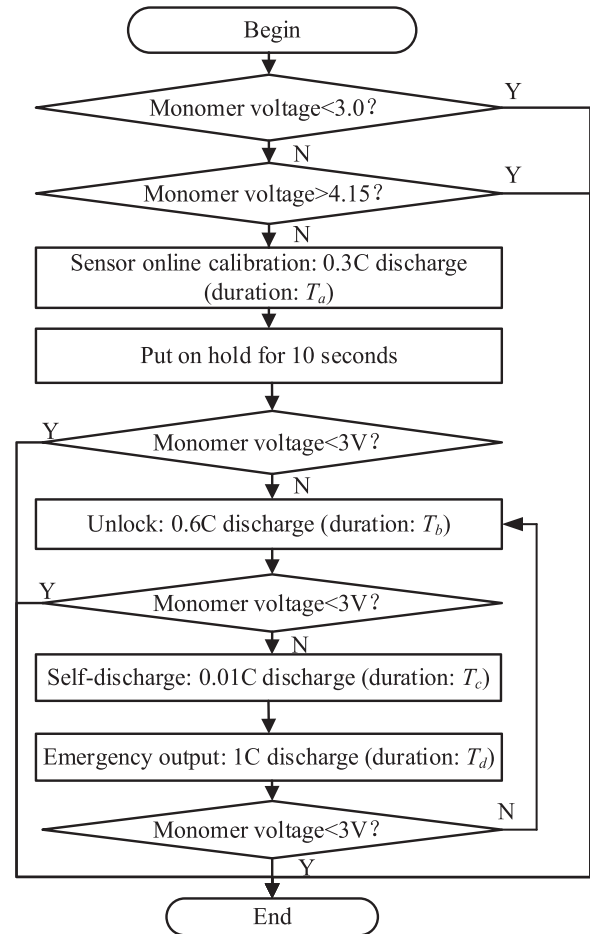 Begin
Monomer voltage<3.0?
Y
N
Monomer voltage>4.15?
Y
N
Sensor online calibration: 0.3C discharge
(duration: Ta)
Put on hold for 10 seconds
Y
Monomer voltage<3V?
N
Unlock: 0.6C discharge (duration: Tb)
Y
Monomer voltage<3V?
N
Self-discharge: 0.01C discharge (duration: Tc)
Emergency output: 1C discharge (duration: Td)
Monomer voltage<3V?
N
Y
End